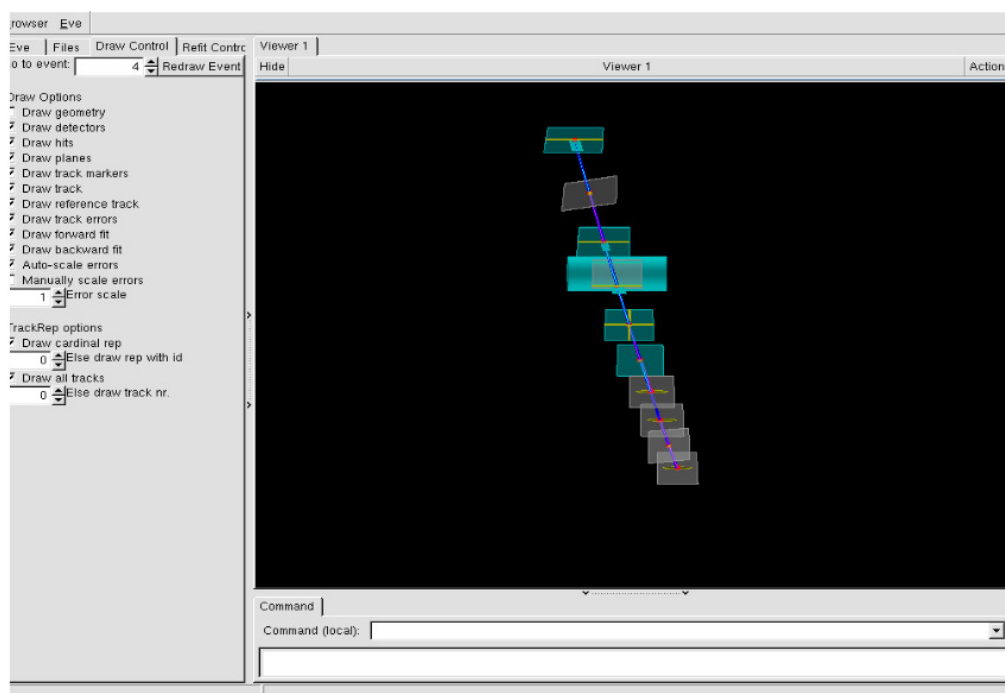 rowser Eve
Eve Files Draw Control Refit Contrc Viewer 1
o to event: 4 Redraw Event Hide Viewer 1 Action
Draw Options
Draw geometry
Draw detectors
Draw hits
Draw planes
Draw track markers
Draw track
Draw reference track
Draw track errors
Draw forward fit
Draw backward fit
Auto-scale errors
Manually scale errors
1 Error scale
TrackRep options
Draw cardinal rep
0 Else draw rep with id
Draw all tracks
0 Else draw track nr.
Command
Command (local):